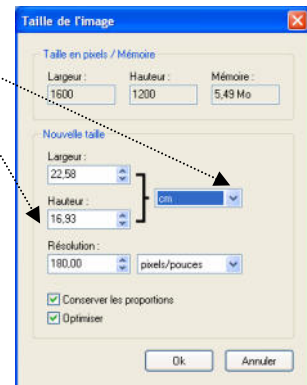 Taille de l'image
Taille en pixels / Mémoire
Largeur : Hauteur : Mémoire :
1600 1200 5,49 Mo
Nouvelle taille
Largeur :
22,58
cm
Hauteur :
16,93
Résolution :
180,00 pixels/pouces
Conserver les proportions
Optimiser
Ok Annuler